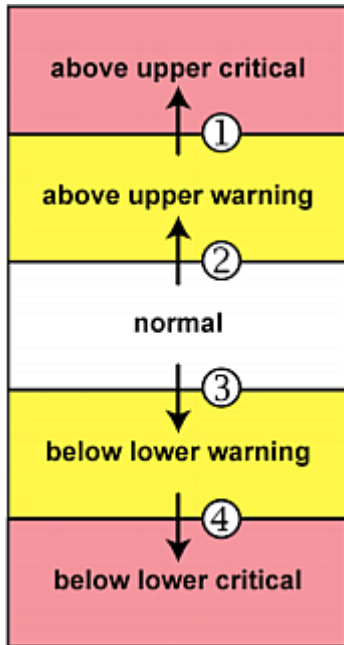 above upper critical
①
above upper warning
②
normal
③
below lower warning
④
below lower critical